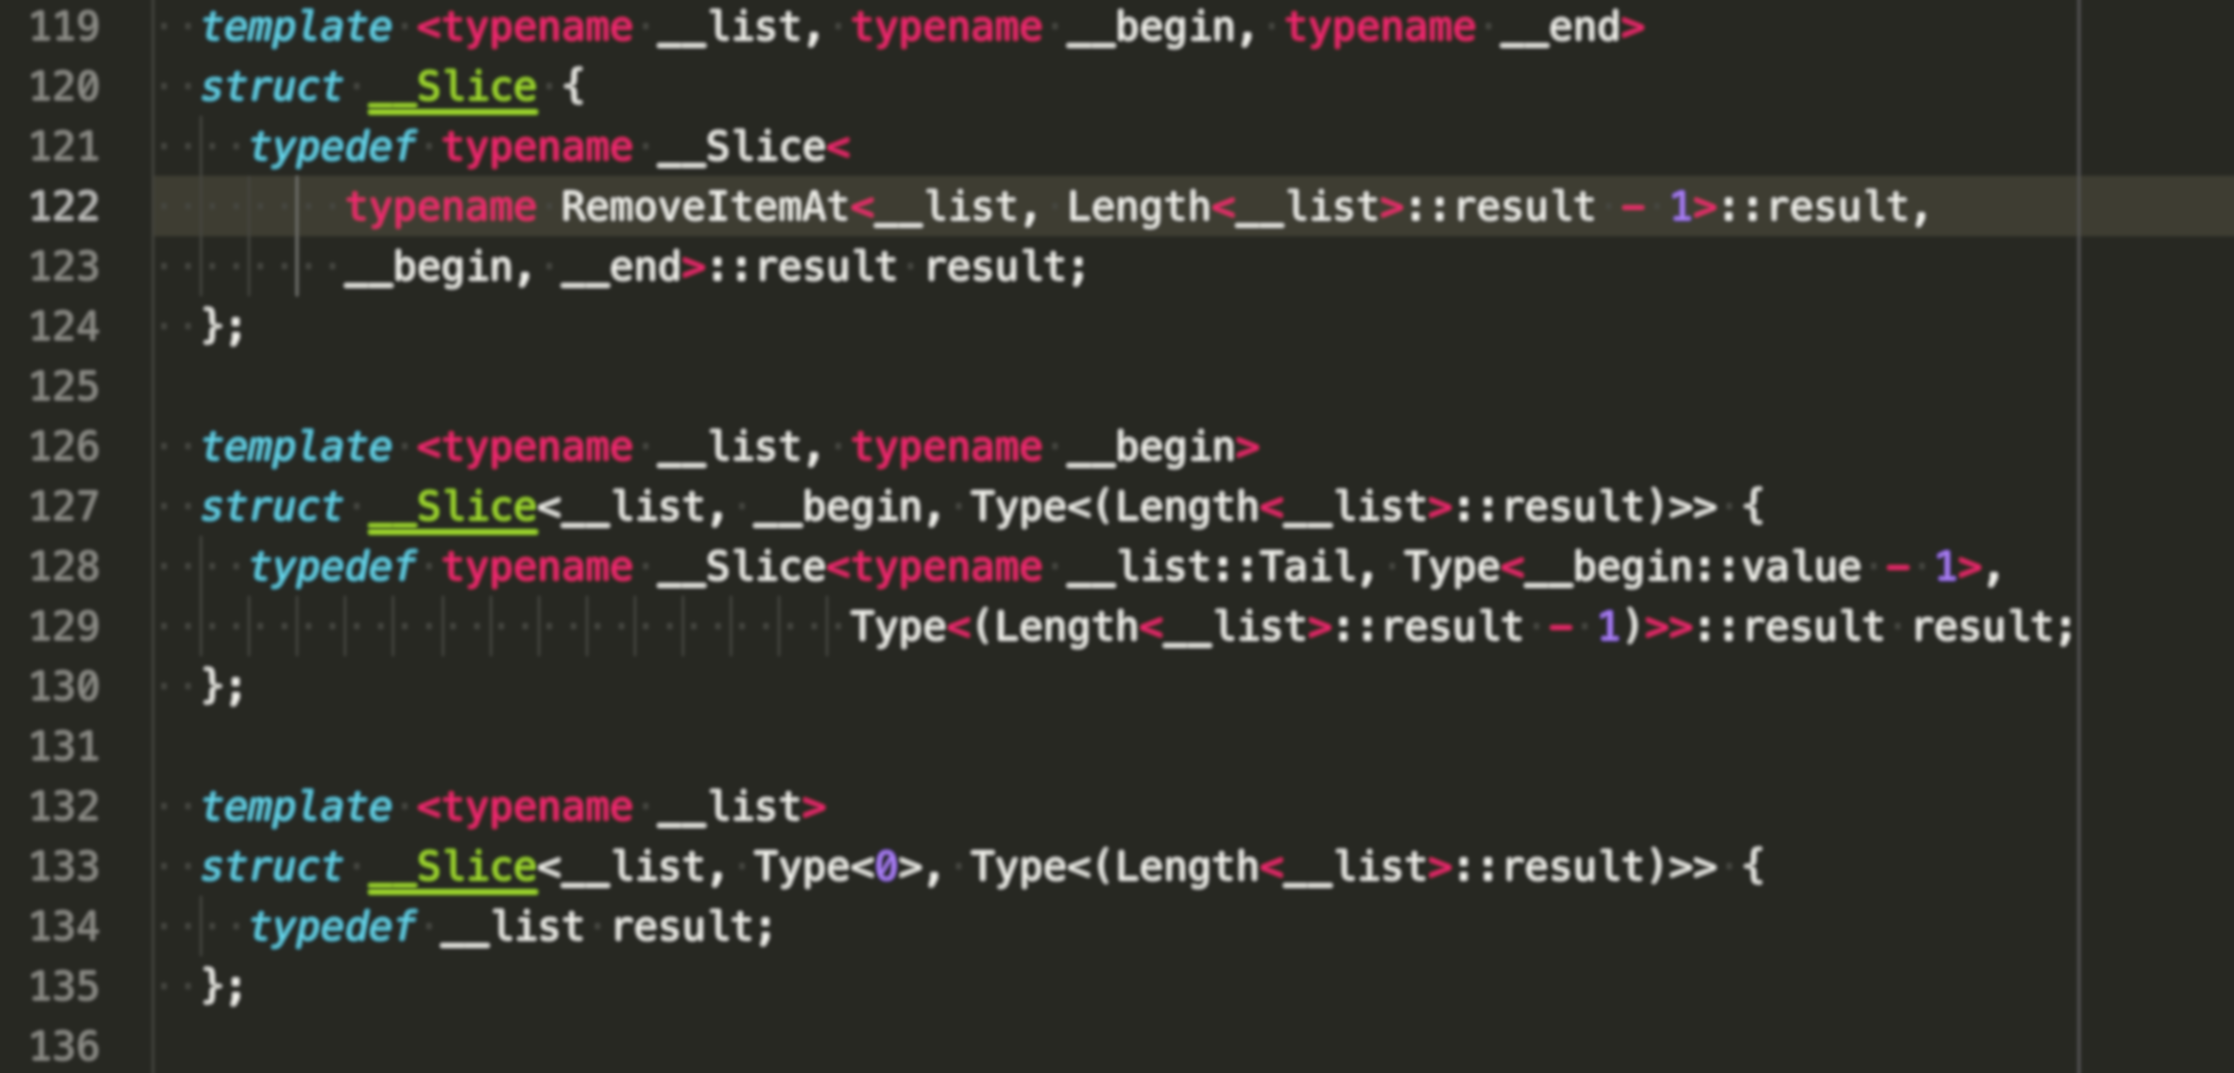 119 template <typename __list, typename __begin, typename __end>
120 struct __Slice {
121 typedef typename __Slice<
122 typename RemoveItemAt<__list, Length<__list>::result - 1>::result,
123 __begin, __end>::result result;
124 };
125
126 template <typename __list, typename __begin>
127 struct __Slice<__list, __begin, Type<(Length<__list>::result)>> {
128 typedef typename __Slice<typename __list::Tail, Type<__begin::value - 1>,
129 Type<(Length<__list>::result - 1)>>::result result;
130 };
131
132 template <typename __list>
133 struct __Slice<__list, Type<0>, Type<(Length<__list>::result)>> {
134 typedef __list result;
135 };
136